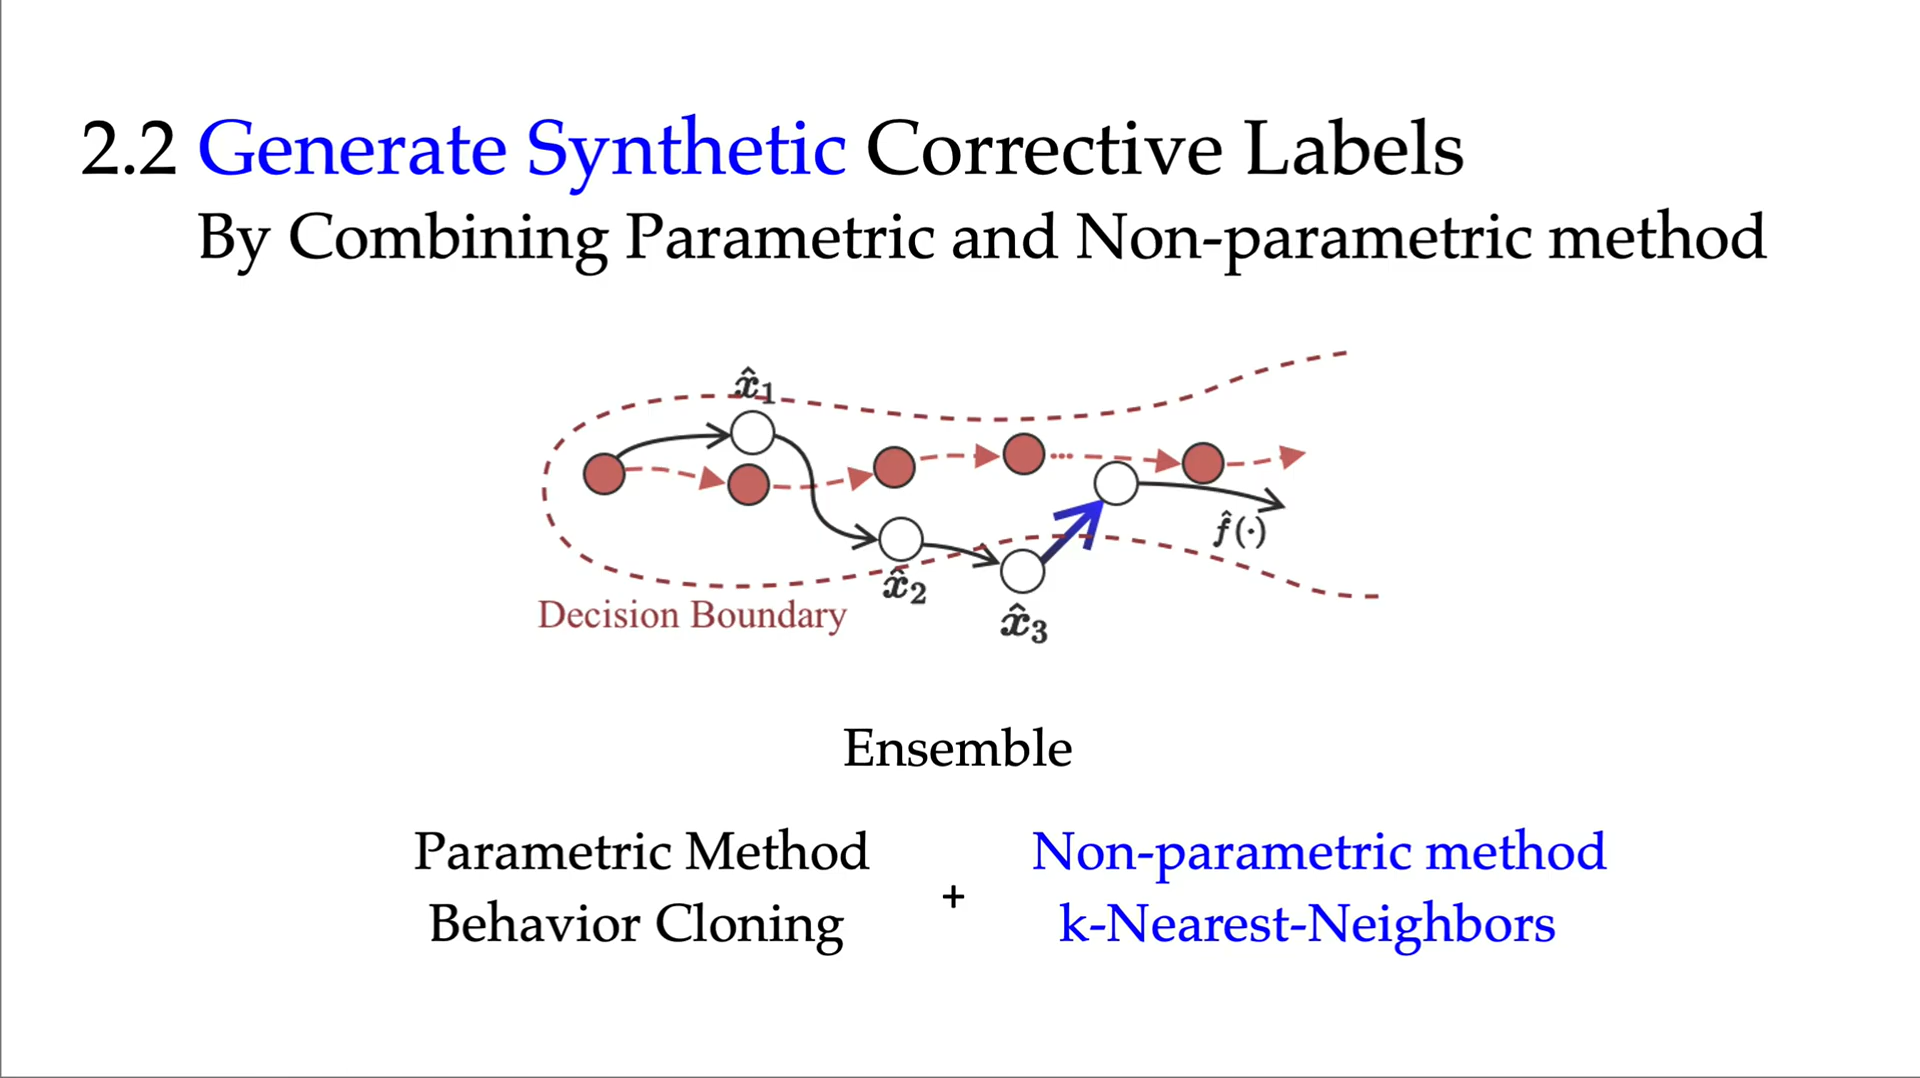 2.2 Generate Synthetic Corrective Labels
By Combining Parametric and Non-parametric method
x̂₁
...
f̂(·)
x̂₂
Decision Boundary
x̂₃
Ensemble
Parametric Method
Behavior Cloning
+
Non-parametric method
k-Nearest-Neighbors